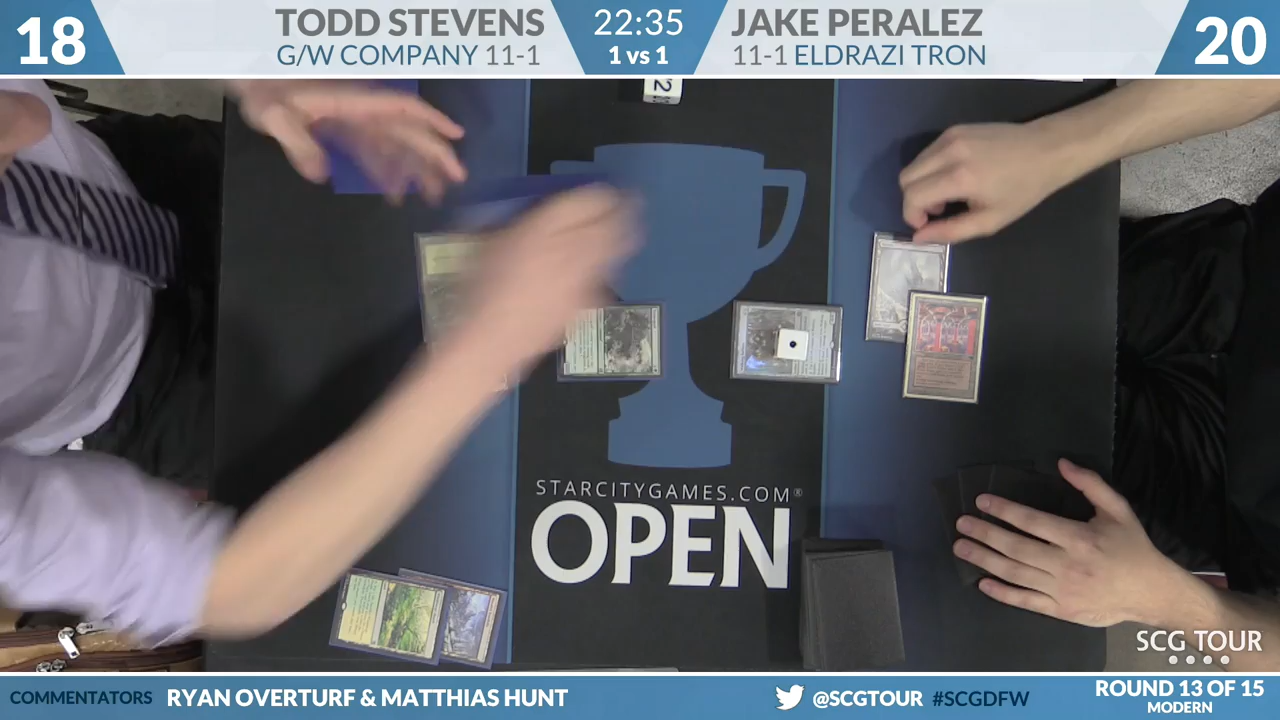 18
TODD STEVENS
G/W COMPANY 11-1
22:35
1 vs 1
JAKE PERALEZ
11-1 ELDRAZI TRON
20
2
STARCITYGAMES.COM®
OPEN
SCG TOUR
COMMENTATORS RYAN OVERTURF & MATTHIAS HUNT
@SCGTOUR #SCGDFW
ROUND 13 OF 15
MODERN